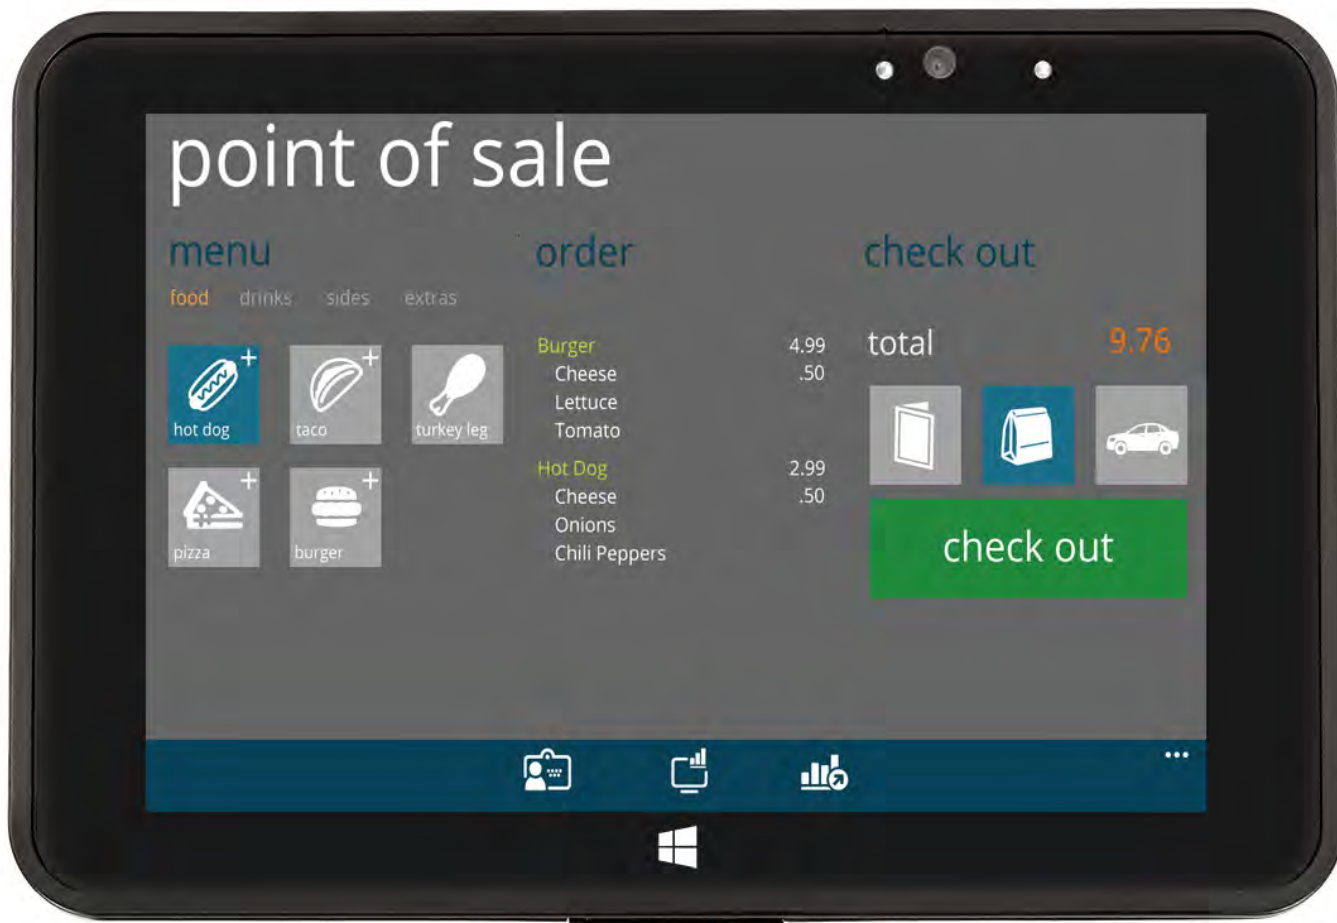 point of sale
menu
food drinks sides extras
hot dog
taco
turkey leg
pizza
burger
order
Burger 4.99
Cheese .50
Lettuce
Tomato
Hot Dog 2.99
Cheese .50
Onions
Chili Peppers
check out
total 9.76
check out